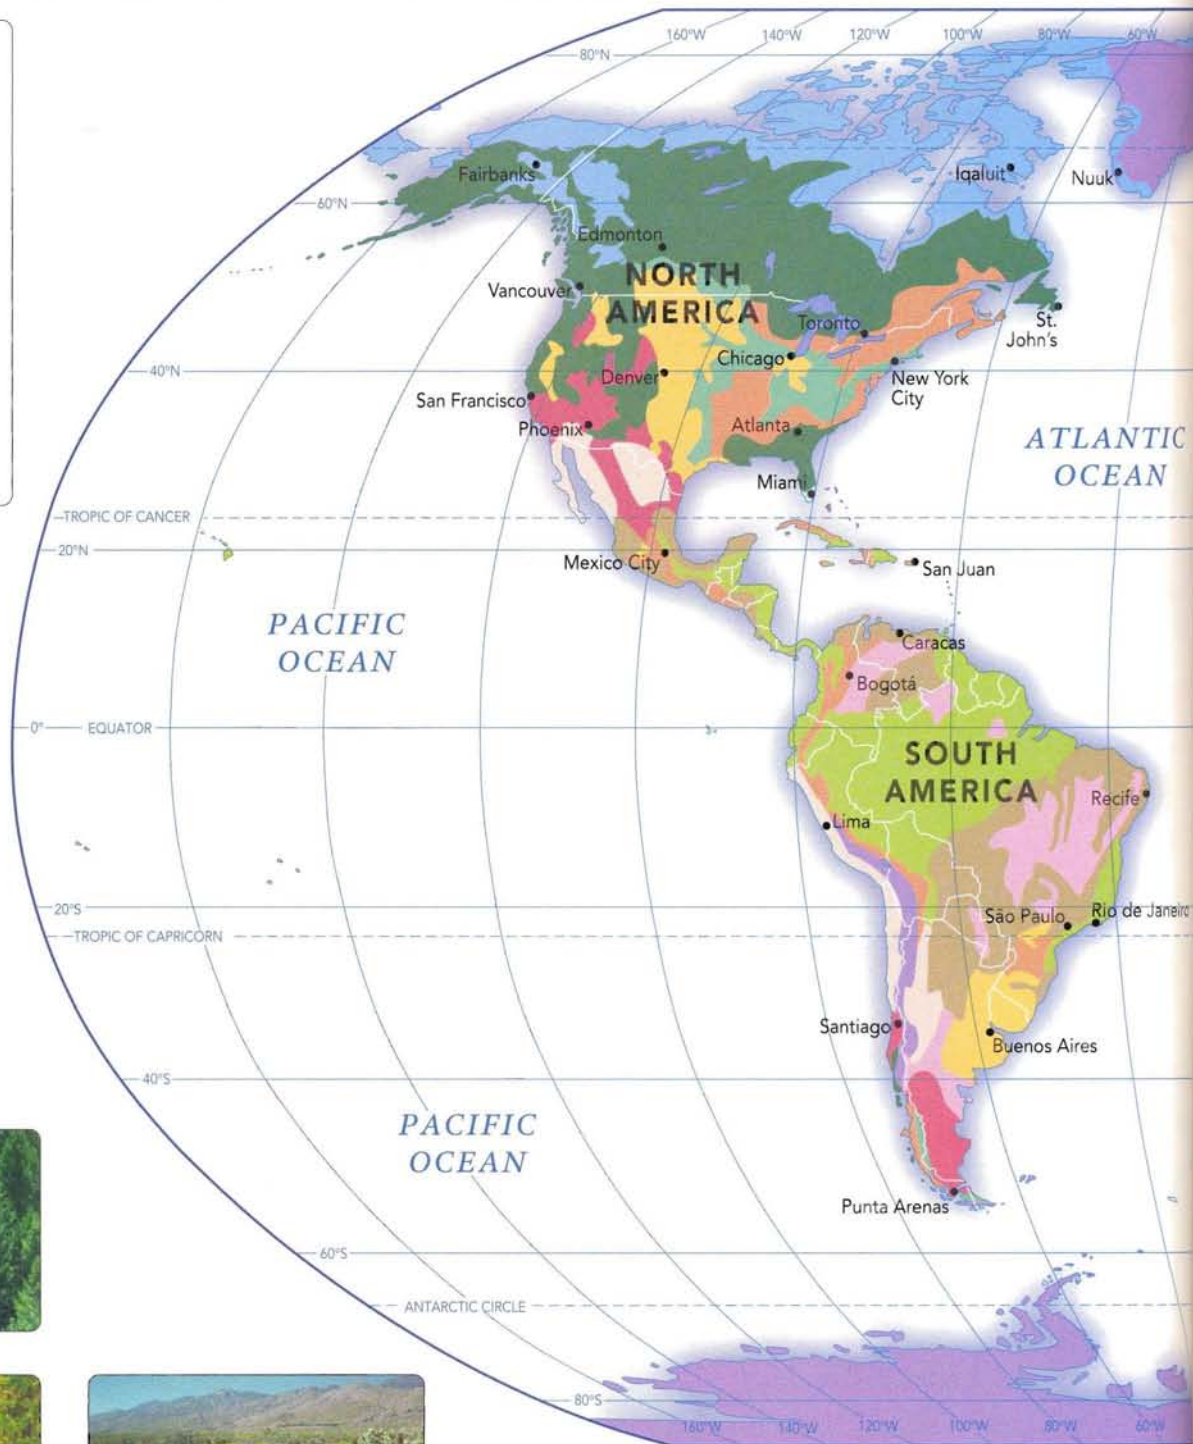 160°W 140°W 120°W 100°W 80°W 60°W
80°N
Fairbanks
Iqaluit
Nuuk
60°N
Edmonton
NORTH
AMERICA
Vancouver
Toronto
St.
John's
Chicago
40°N
Denver
New York
City
San Francisco
Phoenix
Atlanta
ATLANTIC
OCEAN
Miami
TROPIC OF CANCER
20°N
Mexico City
San Juan
PACIFIC
OCEAN
Caracas
Bogotá
0°
EQUATOR
SOUTH
AMERICA
Recife
Lima
20°S
São Paulo
Rio de Janeiro
TROPIC OF CAPRICORN
Santiago
Buenos Aires
40°S
PACIFIC
OCEAN
Punta Arenas
60°S
ANTARCTIC CIRCLE
80°S
160°W 140°W 120°W 100°W 80°W 60°W